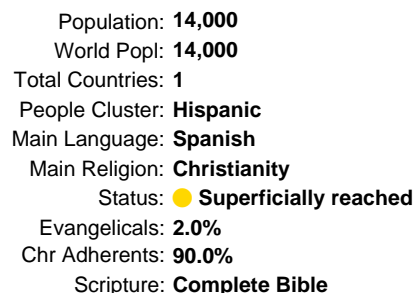 Population: 14,000
World Popl: 14,000
Total Countries: 1
People Cluster: Hispanic
Main Language: Spanish
Main Religion: Christianity
Status: Superficially reached
Evangelicals: 2.0%
Chr Adherents: 90.0%
Scripture: Complete Bible